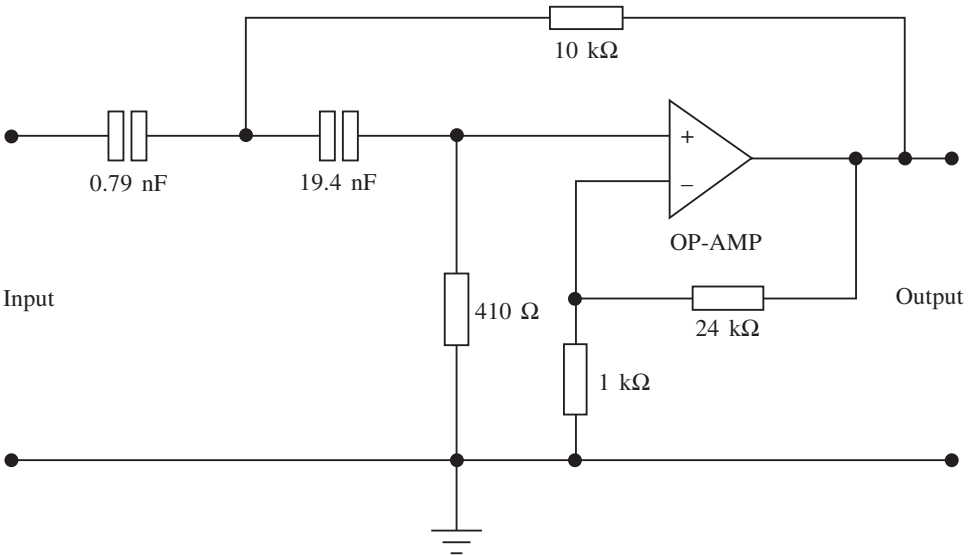 10 kΩ
0.79 nF
19.4 nF
+
−
OP-AMP
Input
410 Ω
Output
24 kΩ
1 kΩ